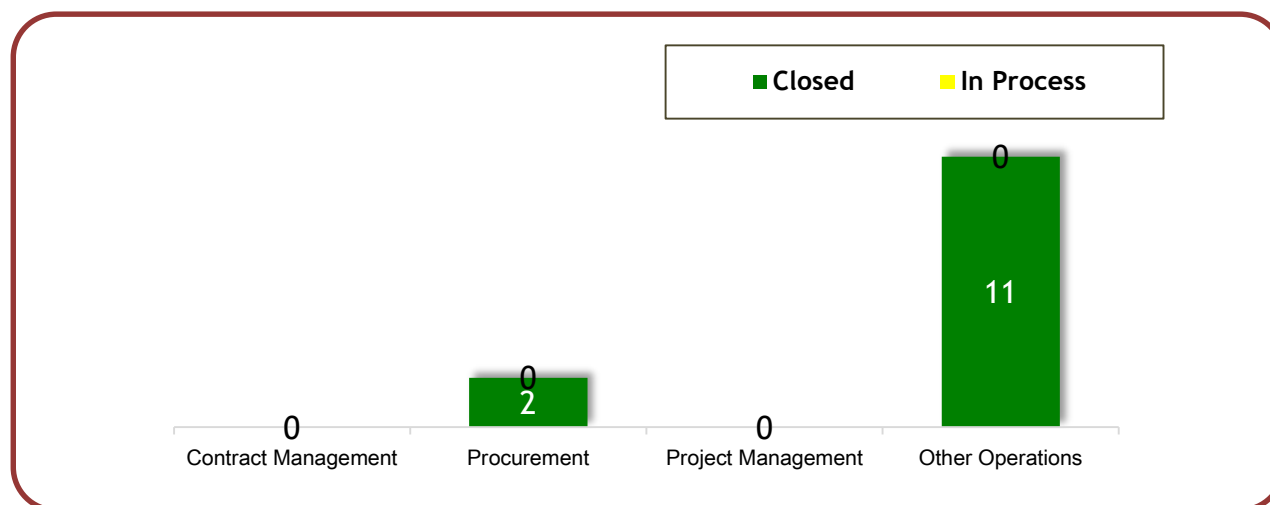 Closed In Process
0
11
0
2
0 0
Contract Management Procurement Project Management Other Operations